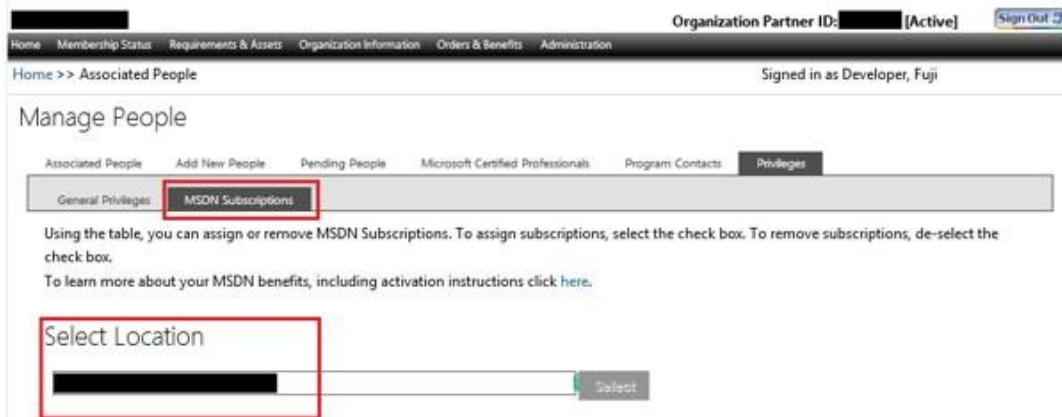 Organization Partner ID: [Active] Sign Out
Home Membership Status Requirements & Assets Organization Information Orders & Benefits Administration
Home >> Associated People Signed in as Developer, Fuji
Manage People
Associated People Add New People Pending People Microsoft Certified Professionals Program Contacts Privileges
General Privileges MSDN Subscriptions
Using the table, you can assign or remove MSDN Subscriptions. To assign subscriptions, select the check box. To remove subscriptions, de-select the
check box.
To learn more about your MSDN benefits, including activation instructions click here.
Select Location
Select